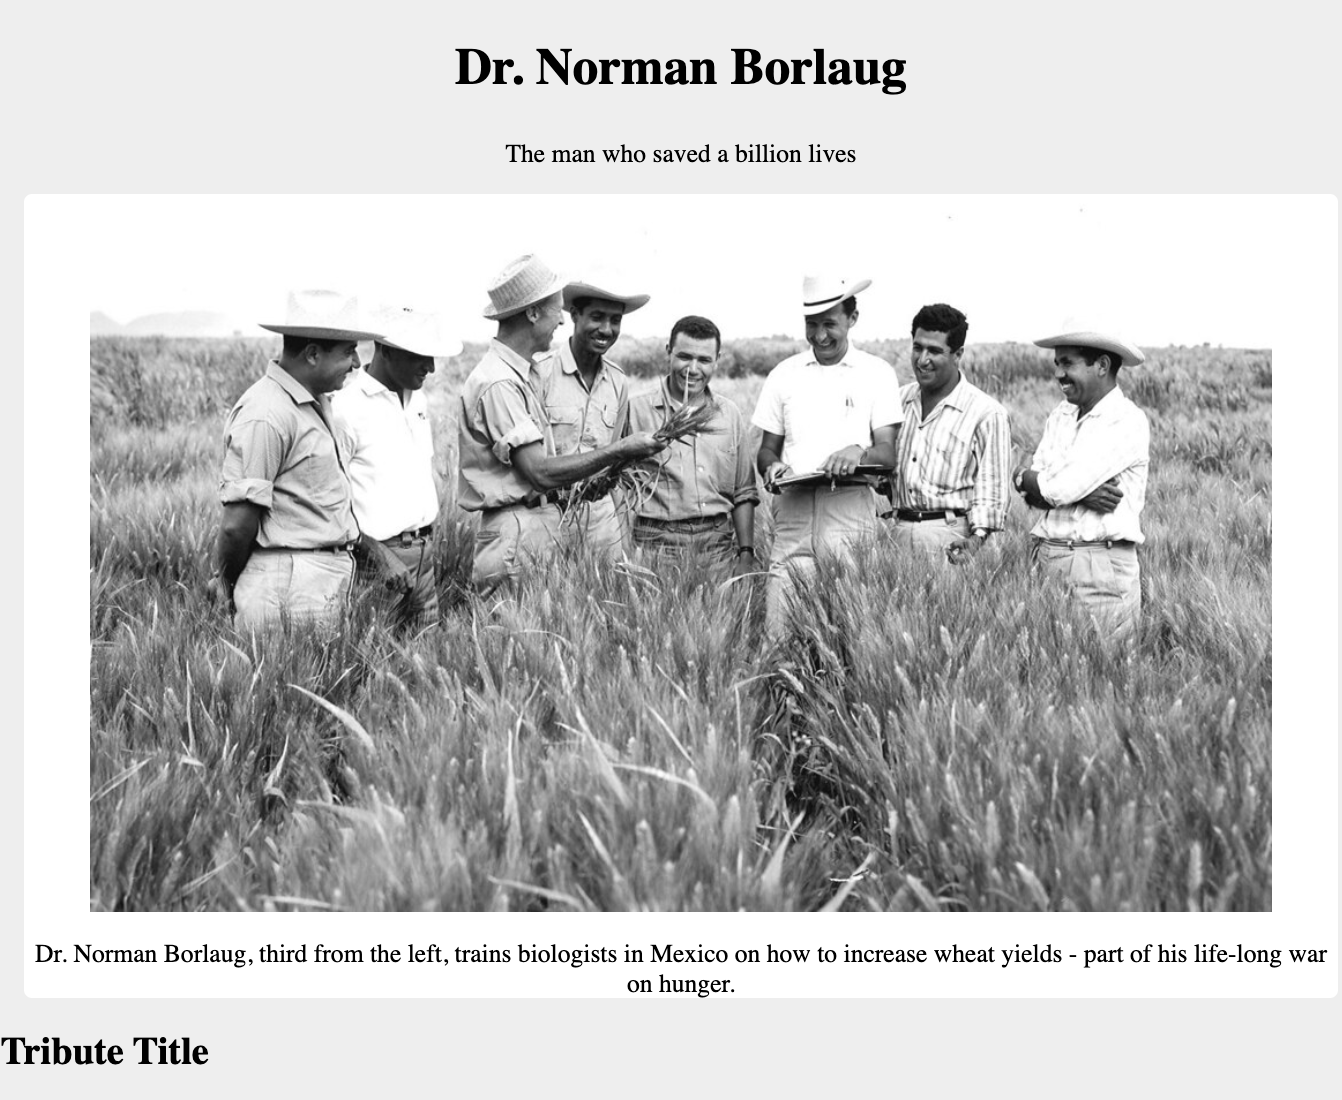 Dr. Norman Borlaug
The man who saved a billion lives
Dr. Norman Borlaug, third from the left, trains biologists in Mexico on how to increase wheat yields - part of his life-long war
on hunger.
Tribute Title